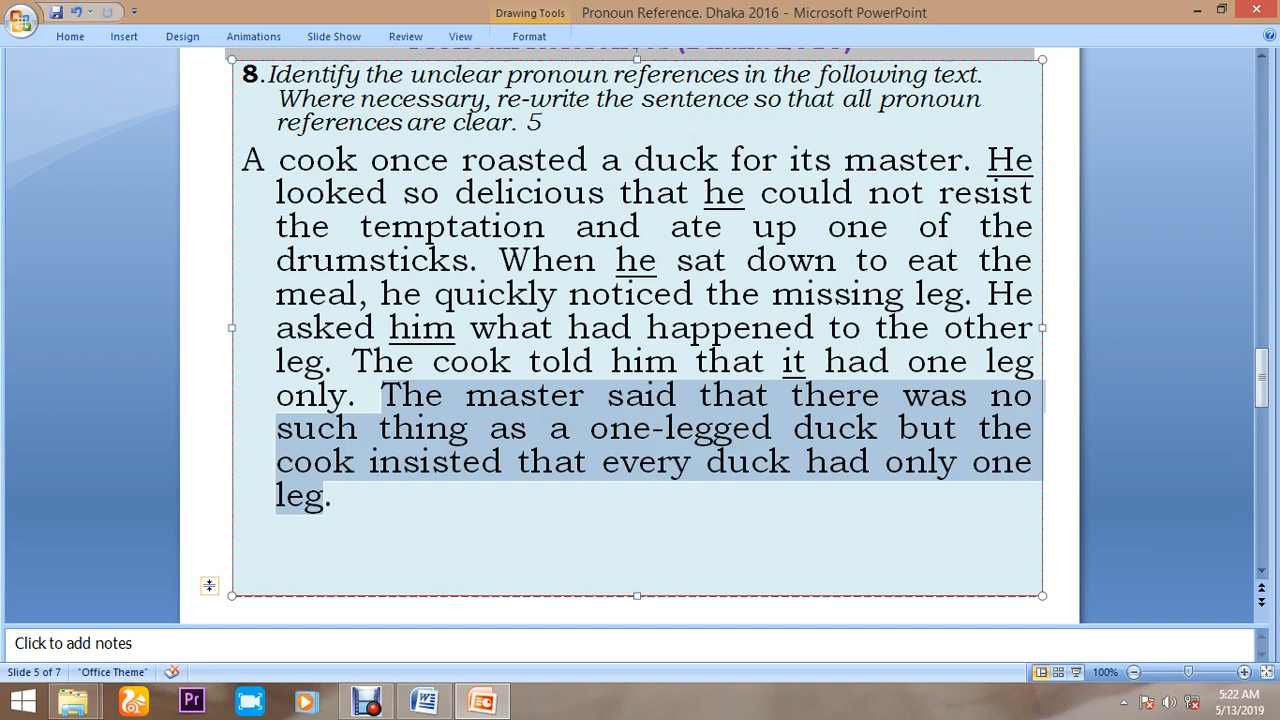 Drawing Tools
Pronoun Reference. Dhaka 2016 - Microsoft PowerPoint
Home Insert Design Animations Slide Show Review View Format
8.Identify the unclear pronoun references in the following text.
Where necessary, re-write the sentence so that all pronoun
references are clear. 5
A cook once roasted a duck for its master. He
looked so delicious that he could not resist
the temptation and ate up one of the
drumsticks. When he sat down to eat the
meal, he quickly noticed the missing leg. He
asked him what had happened to the other
leg. The cook told him that it had one leg
only. The master said that there was no
such thing as a one-legged duck but the
cook insisted that every duck had only one
leg.
Click to add notes
Slide 5 of 7 "Office Theme" 100%
Pr
5:22 AM
5/13/2019